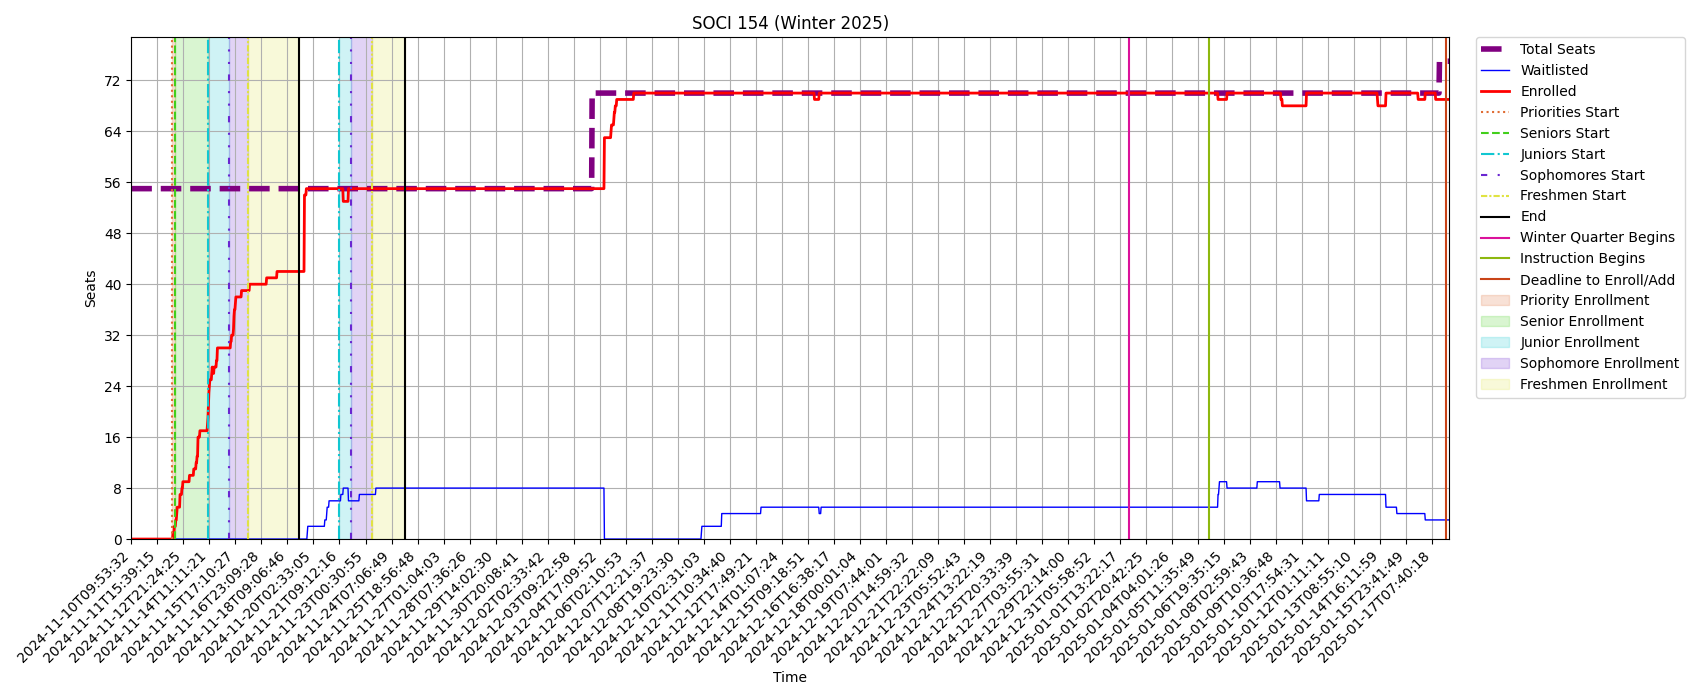 SOCI 154 (Winter 2025)
Seats
72
64
56
48
40
32
24
16
8
0
2024-11-10T09:53:32
2024-11-11T15:39:15
2024-11-12T21:24:25
2024-11-14T11:11:21
2024-11-15T17:10:27
2024-11-16T23:09:28
2024-11-18T09:06:46
2024-11-20T02:33:05
2024-11-21T09:12:16
2024-11-23T00:30:55
2024-11-24T07:06:49
2024-11-25T18:56:48
2024-11-27T01:04:03
2024-11-28T07:36:26
2024-11-29T14:02:30
2024-11-30T20:08:41
2024-12-02T02:33:42
2024-12-03T09:22:58
2024-12-04T17:09:52
2024-12-06T02:10:53
2024-12-07T12:21:37
2024-12-08T19:23:30
2024-12-10T02:31:03
2024-12-11T10:34:40
2024-12-12T17:49:21
2024-12-14T01:07:24
2024-12-15T09:18:51
2024-12-16T16:38:17
2024-12-18T00:01:04
2024-12-19T07:44:01
2024-12-20T14:59:32
2024-12-21T22:22:09
2024-12-23T05:52:43
2024-12-24T13:22:19
2024-12-25T20:33:39
2024-12-27T03:55:31
2024-12-29T22:14:00
2024-12-31T05:58:52
2025-01-01T13:22:17
2025-01-02T20:42:25
2025-01-04T04:01:26
2025-01-05T11:35:49
2025-01-06T19:35:15
2025-01-08T02:59:43
2025-01-09T10:36:48
2025-01-10T17:54:31
2025-01-12T01:11:11
2025-01-13T08:55:10
2025-01-14T16:11:59
2025-01-15T23:41:49
2025-01-17T07:40:18
Time
Total Seats
Waitlisted
Enrolled
Priorities Start
Seniors Start
Juniors Start
Sophomores Start
Freshmen Start
End
Winter Quarter Begins
Instruction Begins
Deadline to Enroll/Add
Priority Enrollment
Senior Enrollment
Junior Enrollment
Sophomore Enrollment
Freshmen Enrollment